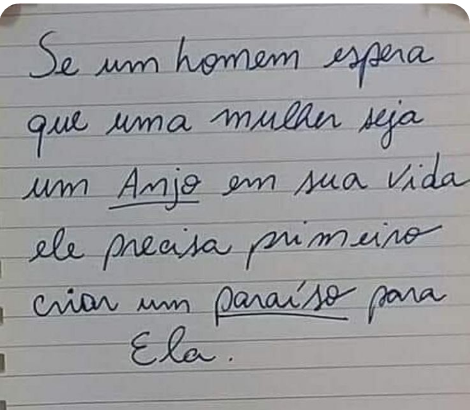 Se um homem espera
que uma mulher seja
um Anjo em sua vida
ele precisa primeiro
criar um paraíso para
Ela.